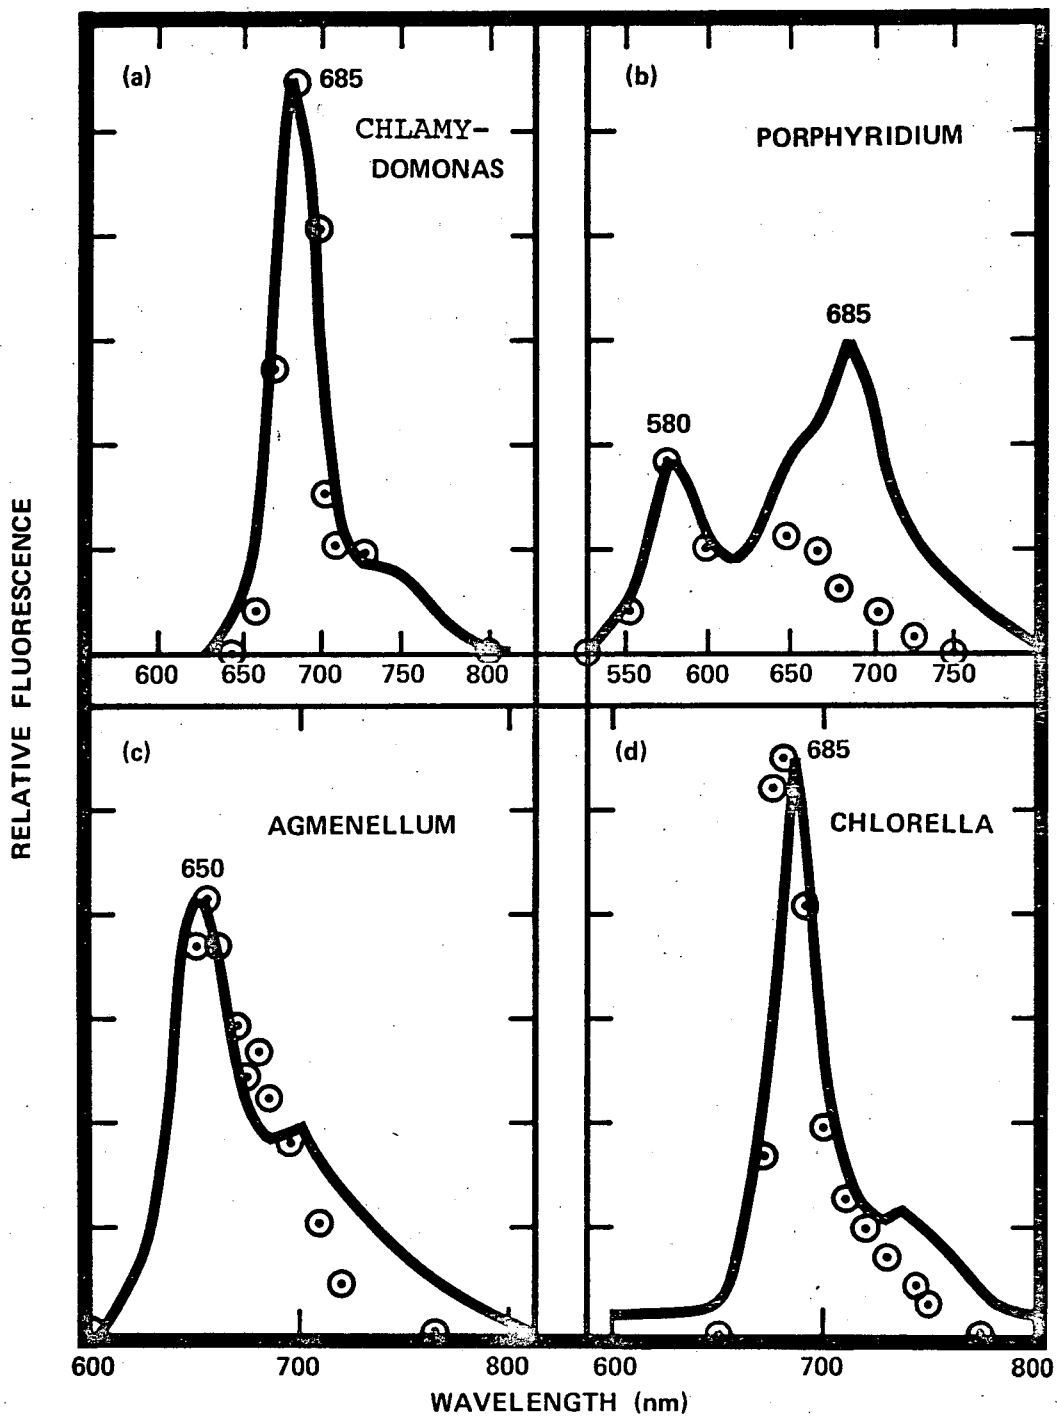 (a)
685
CHLAMY-
DOMONAS
600 650 700 750 800
(b)
PORPHYRIDIUM
685
580
550 600 650 700 750
RELATIVE FLUORESCENCE
(c)
AGMENELLUM
650
600 700 800
(d)
685
CHLORELLA
600 700 800
WAVELENGTH (nm)